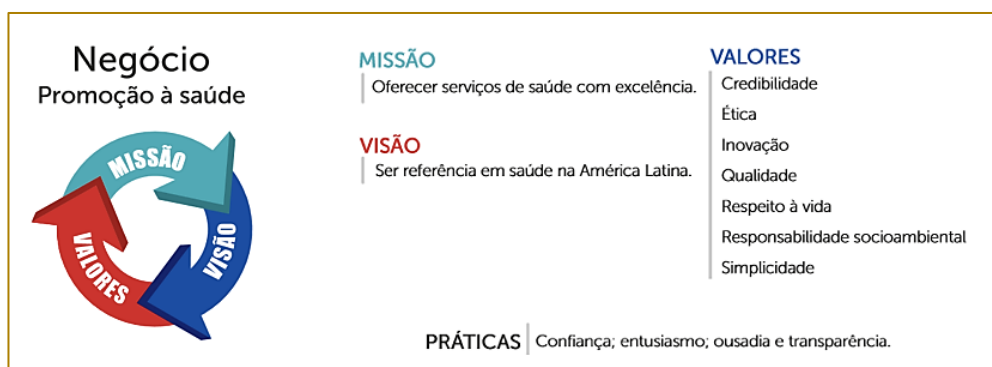 Negócio
Promoção à saúde
MISSÃO
VISÃO
VALORES
MISSÃO
Oferecer serviços de saúde com excelência.
VISÃO
Ser referência em saúde na América Latina.
VALORES
Credibilidade
Ética
Inovação
Qualidade
Respeito à vida
Responsabilidade socioambiental
Simplicidade
PRÁTICAS Confiança; entusiasmo; ousadia e transparência.